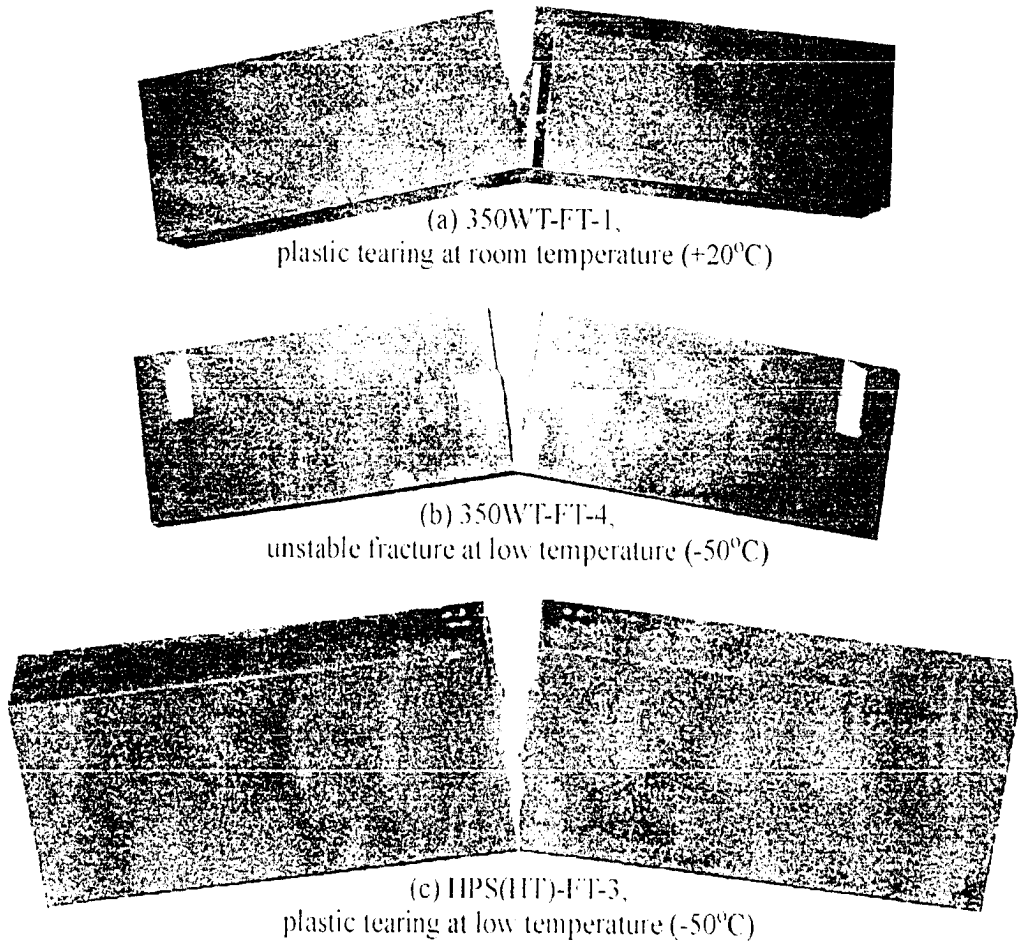 (a) 350WT-FT-1,
plastic tearing at room temperature (+20°C)
(b) 350WT-FT-4,
unstable fracture at low temperature (-50°C)
(c) HPS(HT)-FT-3,
plastic tearing at low temperature (-50°C)